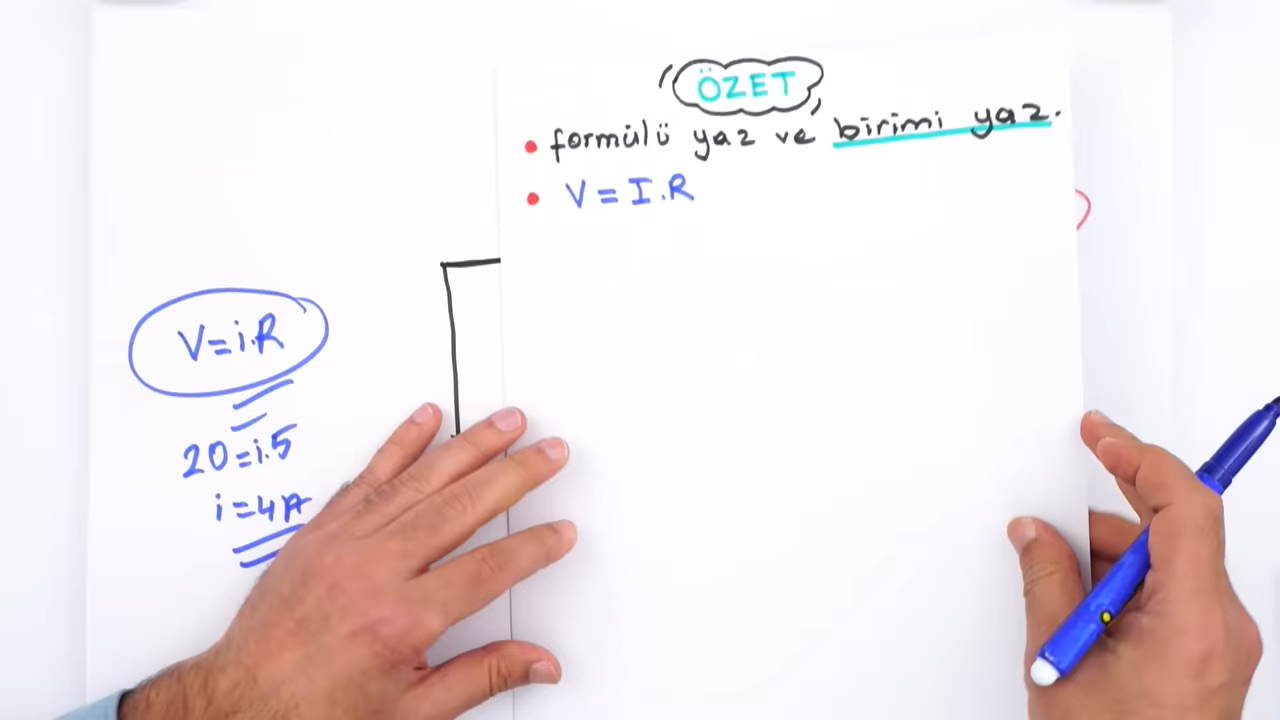 ÖZET
• formülü yaz ve birimi yaz.
• V = I.R
V=i.R
20=i.5
i=4A